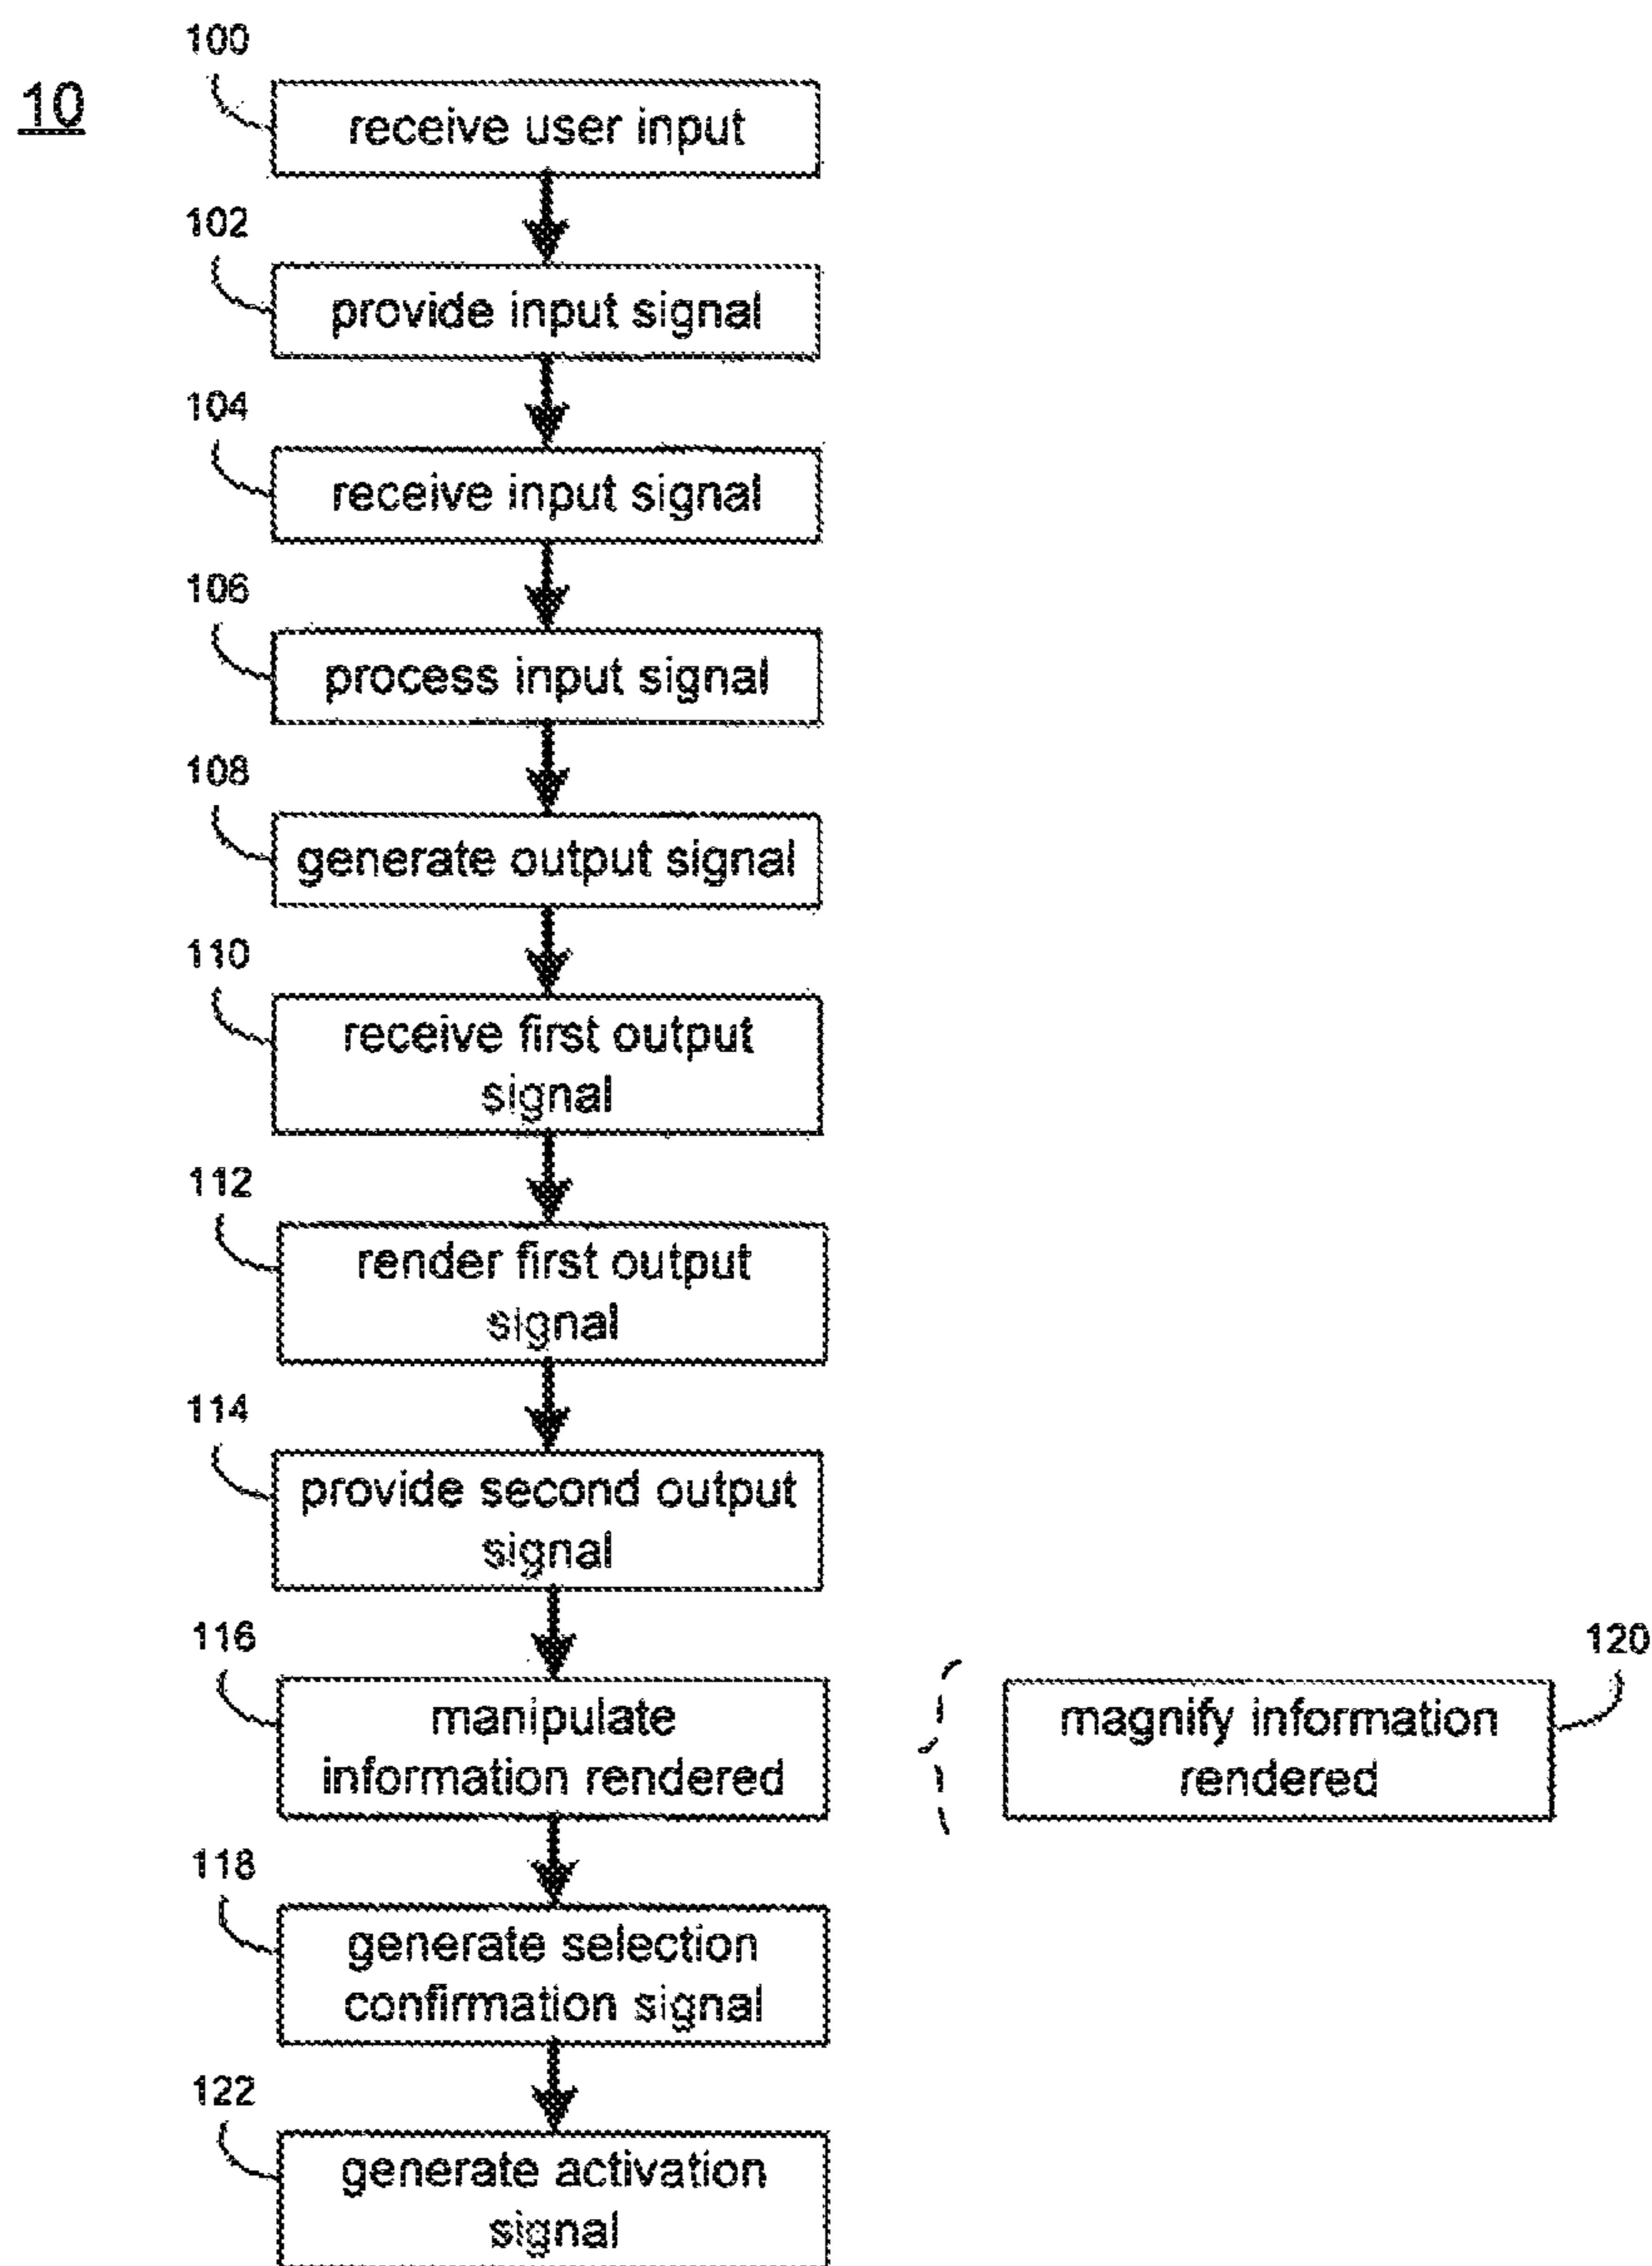 100
10
receive user input
102
provide input signal
104
receive input signal
106
process input signal
108
generate output signal
110
receive first output
signal
112
render first output
signal
114
provide second output
signal
116
manipulate
information rendered
120
magnify information
rendered
118
generate selection
confirmation signal
122
generate activation
signal